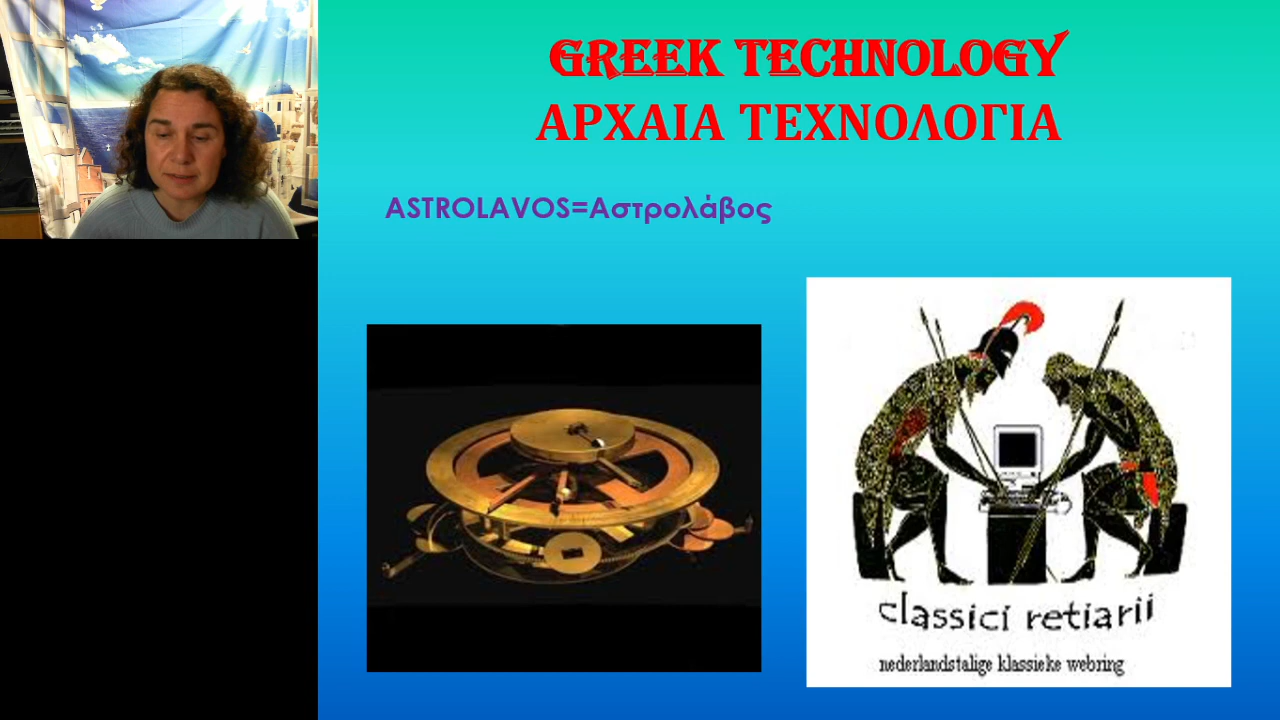 GREEK TECHNOLOGY
ΑΡΧΑΙΑ ΤΕΧΝΟΛΟΓΙΑ
ASTROLAVOS=Αστρολάβος
classici retiarii
nederlandstalige klassieke webring